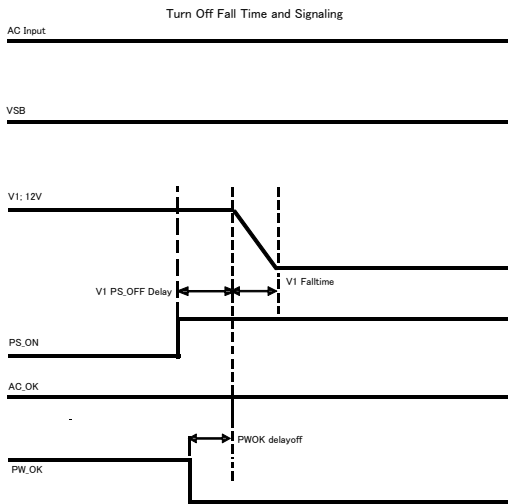 Turn Off Fall Time and Signaling
AC Input
VSB
V1; 12V
V1 Falltime
V1 PS_OFF Delay
PS_ON
AC_OK
PWOK delayoff
PW_OK